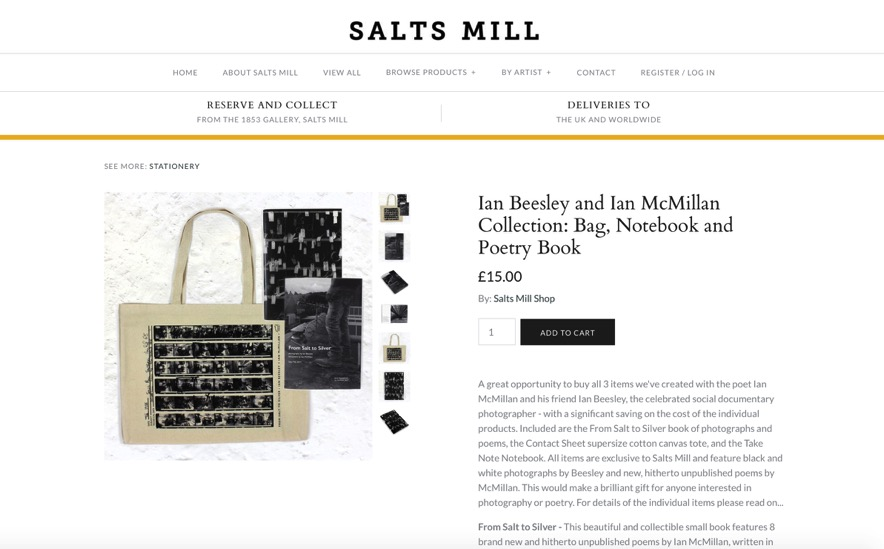 SALTS MILL
HOME ABOUT SALTS MILL VIEW ALL BROWSE PRODUCTS + BY ARTIST + CONTACT REGISTER / LOG IN
RESERVE AND COLLECT
FROM THE 1853 GALLERY, SALTS MILL
DELIVERIES TO
THE UK AND WORLDWIDE
SEE MORE: STATIONERY
From Salt to Silver
Ian Beesley and Ian McMillan
Collection: Bag, Notebook and
Poetry Book
£15.00
By: Salts Mill Shop
1
ADD TO CART
A great opportunity to buy all 3 items we've created with the poet Ian
McMillan and his friend Ian Beesley, the celebrated social documentary
photographer - with a significant saving on the cost of the individual
products. Included are the From Salt to Silver book of photographs and
poems, the Contact Sheet supersize cotton canvas tote, and the Take
Note Notebook. All items are exclusive to Salts Mill and feature black and
white photographs by Beesley and new, hitherto unpublished poems by
McMillan. This would make a brilliant gift for anyone interested in
photography or poetry. For details of the individual items please read on...
From Salt to Silver - This beautiful and collectible small book features 8
brand new and hitherto unpublished poems by Ian McMillan, written in